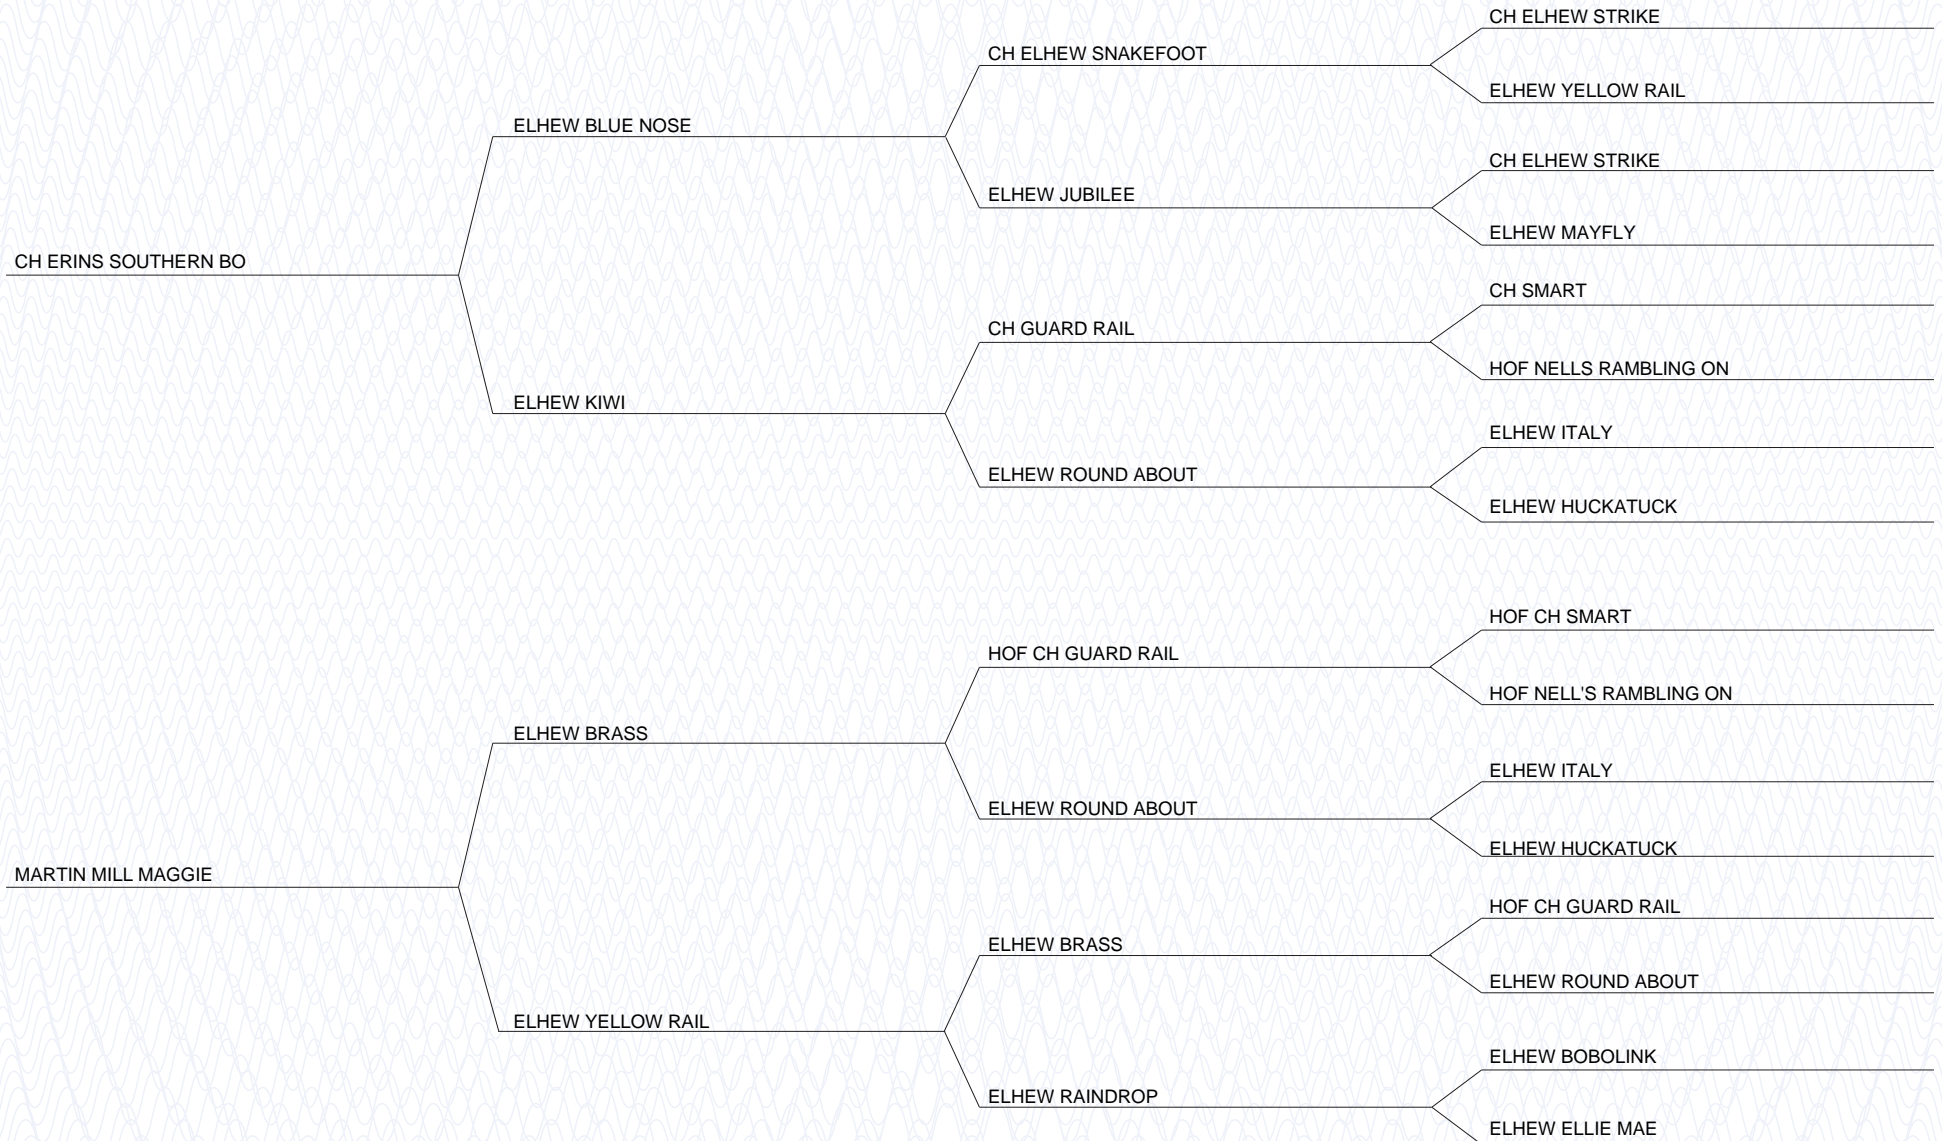 CH ELHEW STRIKE
CH ELHEW SNAKEFOOT
ELHEW YELLOW RAIL
ELHEW BLUE NOSE
CH ELHEW STRIKE
ELHEW JUBILEE
ELHEW MAYFLY
CH ERINS SOUTHERN BO
CH SMART
CH GUARD RAIL
HOF NELLS RAMBLING ON
ELHEW KIWI
ELHEW ITALY
ELHEW ROUND ABOUT
ELHEW HUCKATUCK
HOF CH SMART
HOF CH GUARD RAIL
HOF NELL'S RAMBLING ON
ELHEW BRASS
ELHEW ITALY
ELHEW ROUND ABOUT
ELHEW HUCKATUCK
MARTIN MILL MAGGIE
HOF CH GUARD RAIL
ELHEW BRASS
ELHEW ROUND ABOUT
ELHEW YELLOW RAIL
ELHEW BOBOLINK
ELHEW RAINDROP
ELHEW ELLIE MAE